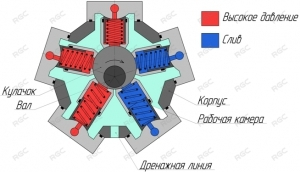 Высокое давление
Слив
Кулачок
Вал
Корпус
Рабочая камера
Дренажная линия